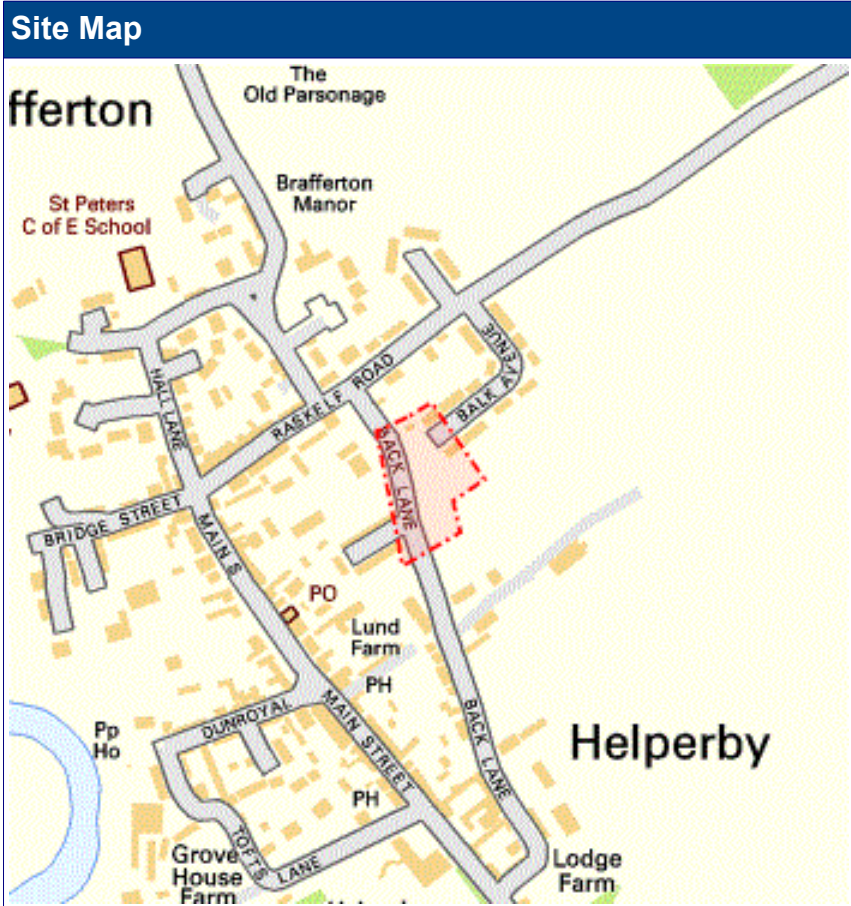 Site Map
The
Old Parsonage
fferton
Brafferton
Manor
St Peters
C of E School
BALK AVENUE
RASKELF ROAD
HALL LANE
BACK LANE
BRIDGE STREET
MAIN S
PO
Lund
Farm
PH
DUNROYAL
MAIN STREET
BACK LANE
Pp
Ho
Helperby
PH
TOFTS LANE
Grove
House
Farm
Lodge
Farm